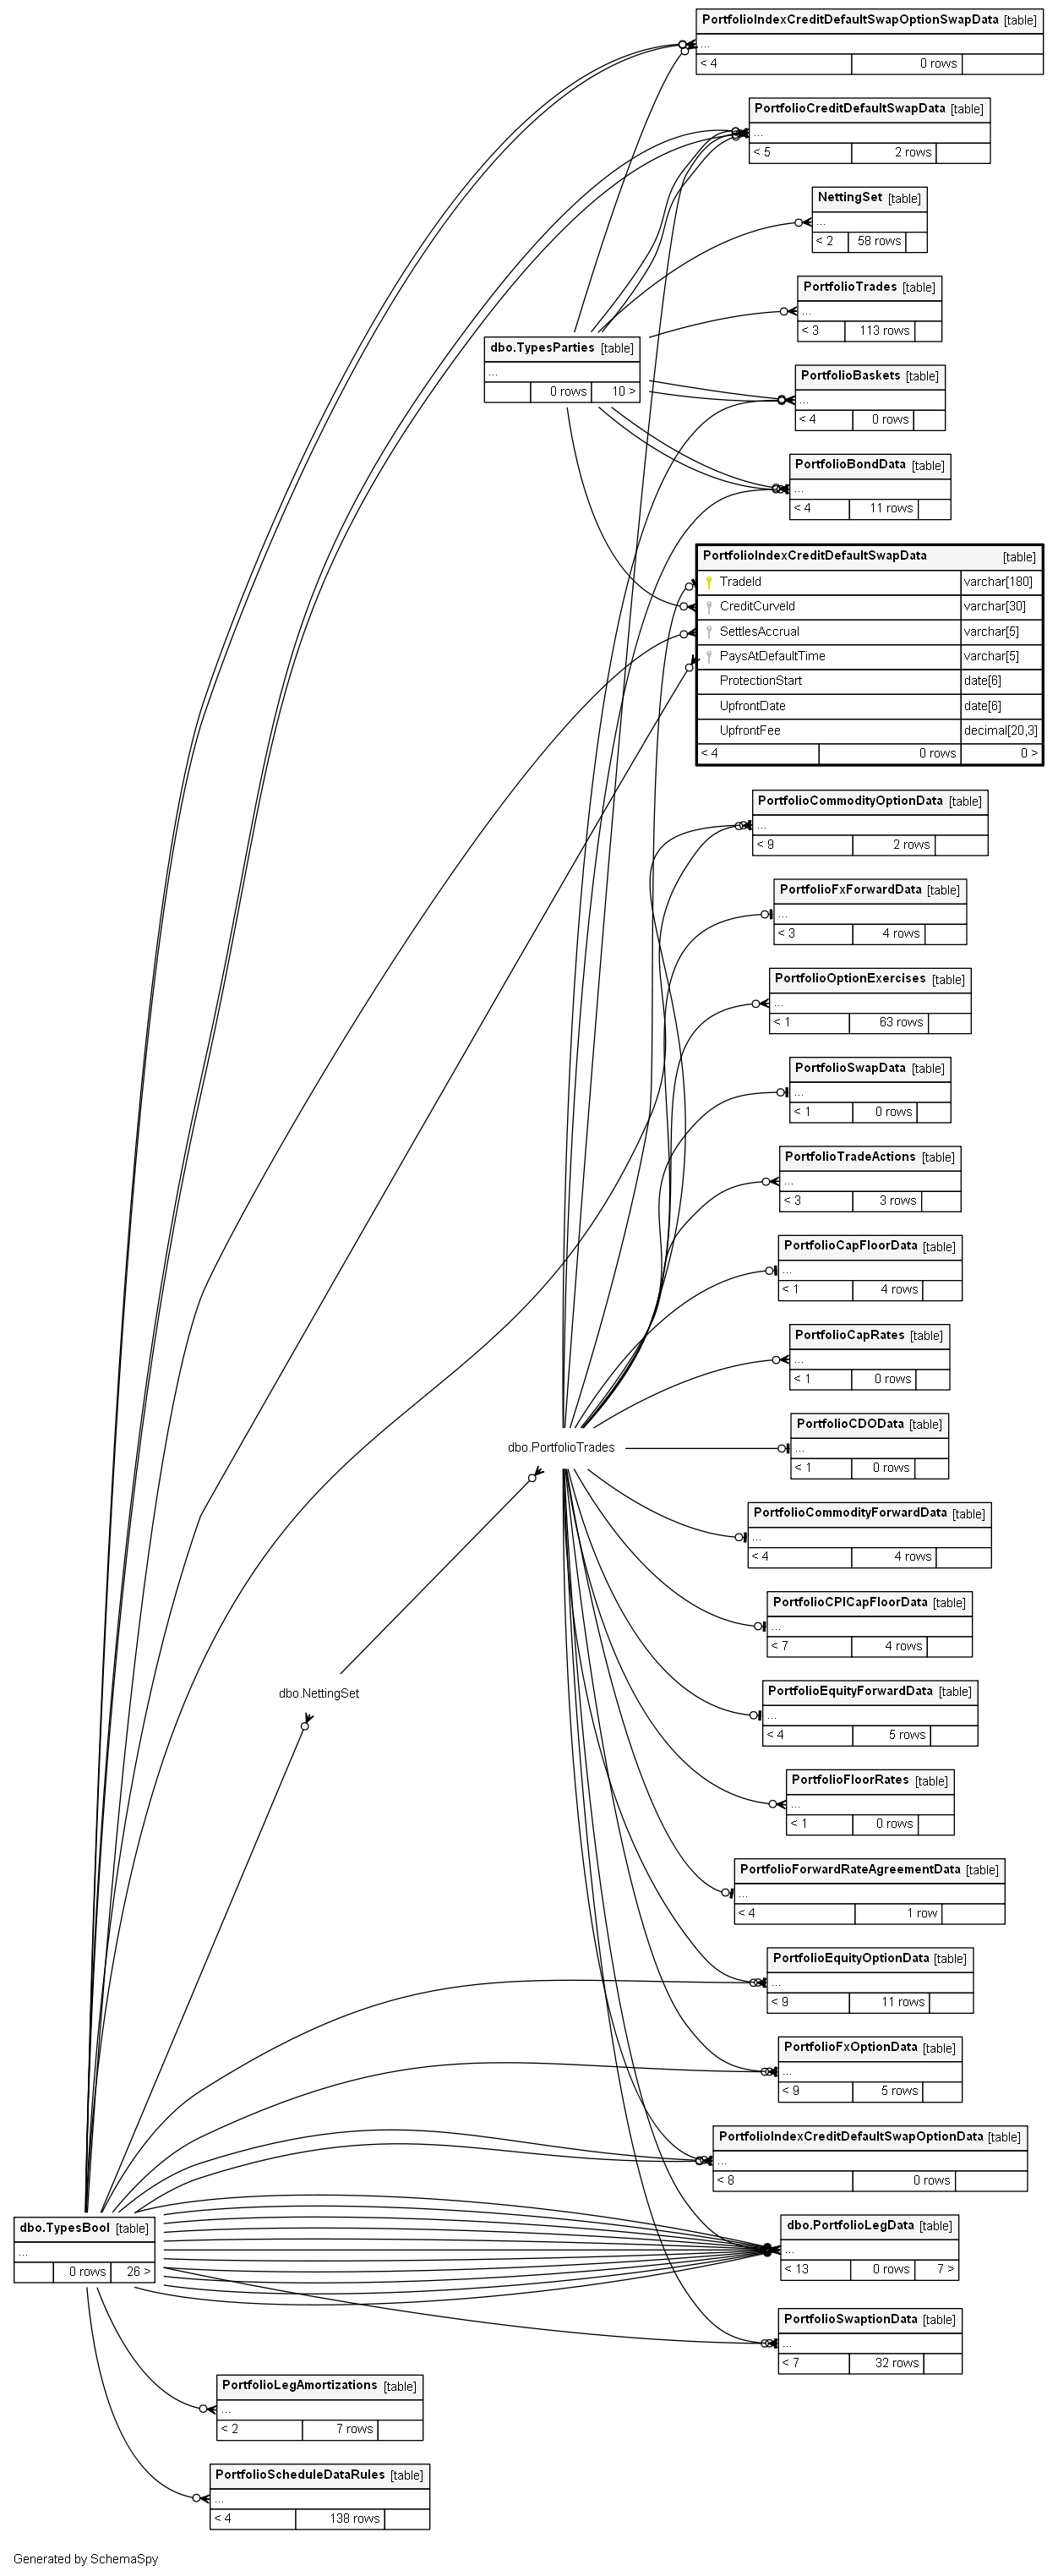 PortfolioIndexCreditDefaultSwapOptionSwapData [table]
...
< 4 0 rows
PortfolioCreditDefaultSwapData [table]
...
< 5 2 rows
NettingSet [table]
...
< 2 58 rows
PortfolioTrades [table]
...
< 3 113 rows
dbo.TypesParties [table]
...
0 rows 10 >
PortfolioBaskets [table]
...
< 4 0 rows
PortfolioBondData [table]
...
< 4 11 rows
PortfolioIndexCreditDefaultSwapData [table]
TradeId varchar[180]
CreditCurveId varchar[30]
SettlesAccrual varchar[5]
PaysAtDefaultTime varchar[5]
ProtectionStart date[6]
UpfrontDate date[6]
UpfrontFee decimal[20,3]
< 4 0 rows 0 >
PortfolioCommodityOptionData [table]
...
< 9 2 rows
PortfolioFxForwardData [table]
...
< 3 4 rows
PortfolioOptionExercises [table]
...
< 1 63 rows
PortfolioSwapData [table]
...
< 1 0 rows
PortfolioTradeActions [table]
...
< 3 3 rows
PortfolioCapFloorData [table]
...
< 1 4 rows
PortfolioCapRates [table]
...
< 1 0 rows
PortfolioCDOData [table]
...
< 1 0 rows
dbo.PortfolioTrades
PortfolioCommodityForwardData [table]
...
< 4 4 rows
PortfolioCPICapFloorData [table]
...
< 7 4 rows
dbo.NettingSet
PortfolioEquityForwardData [table]
...
< 4 5 rows
PortfolioFloorRates [table]
...
< 1 0 rows
PortfolioForwardRateAgreementData [table]
...
< 4 1 row
PortfolioEquityOptionData [table]
...
< 9 11 rows
PortfolioFxOptionData [table]
...
< 9 5 rows
PortfolioIndexCreditDefaultSwapOptionData [table]
...
< 8 0 rows
dbo.TypesBool [table]
...
0 rows 26 >
dbo.PortfolioLegData [table]
...
< 13 0 rows 7 >
PortfolioSwaptionData [table]
...
< 7 32 rows
PortfolioLegAmortizations [table]
...
< 2 7 rows
PortfolioScheduleDataRules [table]
...
< 4 138 rows
Generated by SchemaSpy